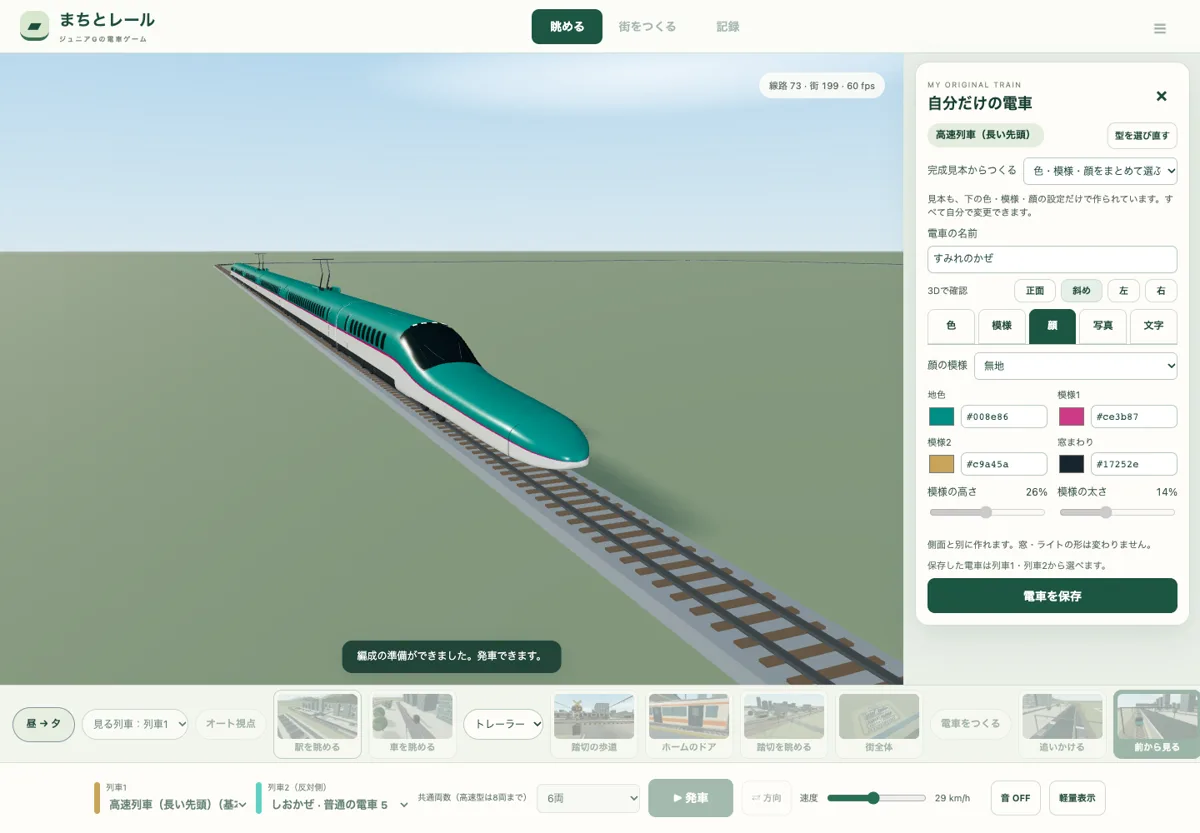 まちとレール
ジュニアGの電車ゲーム
眺める
街をつくる
記録
線路 73 · 街 199 · 60 fps
MY ORIGINAL TRAIN
自分だけの電車
高速列車（長い先頭）
型を選び直す
完成見本からつくる
色・模様・顔をまとめて選ぶ
見本も、下の色・模様・顔の設定だけで作られています。す
べて自分で変更できます。
電車の名前
すみれのかぜ
3Dで確認
正面
斜め
左
右
色
模様
顔
写真
文字
顔の模様
無地
地色
模様1
#008e86
#ce3b87
模様2
窓まわり
#c9a45a
#17252e
模様の高さ 26%
模様の太さ 14%
側面と別に作れます。窓・ライトの形は変わりません。
保存した電車は列車1・列車2から選べます。
電車を保存
編成の準備ができました。発車できます。
昼→夕
見る列車：列車1
オート視点
駅を眺める
車を眺める
トレーラー
踏切の歩道
ホームのドア
踏切を眺める
街全体
電車をつくる
追いかける
前から見る
列車1
高速列車（長い先頭）（基本
列車2（反対側）
しおかぜ · 普通の電車 5
共通両数（高速型は8両まで）
6両
▶ 発車
⇄ 方向
速度
29 km/h
音 OFF
軽量表示